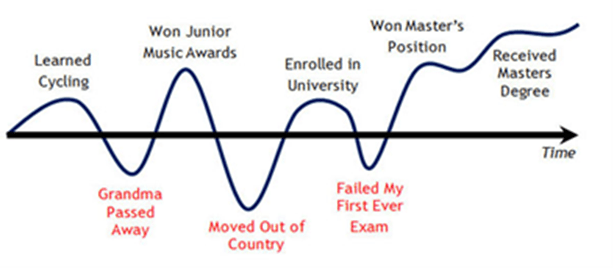 Learned
Cycling
Grandma
Passed
Away
Won Junior
Music Awards
Moved Out of
Country
Enrolled in
University
Failed My
First Ever
Exam
Won Master's
Position
Received
Masters
Degree
Time